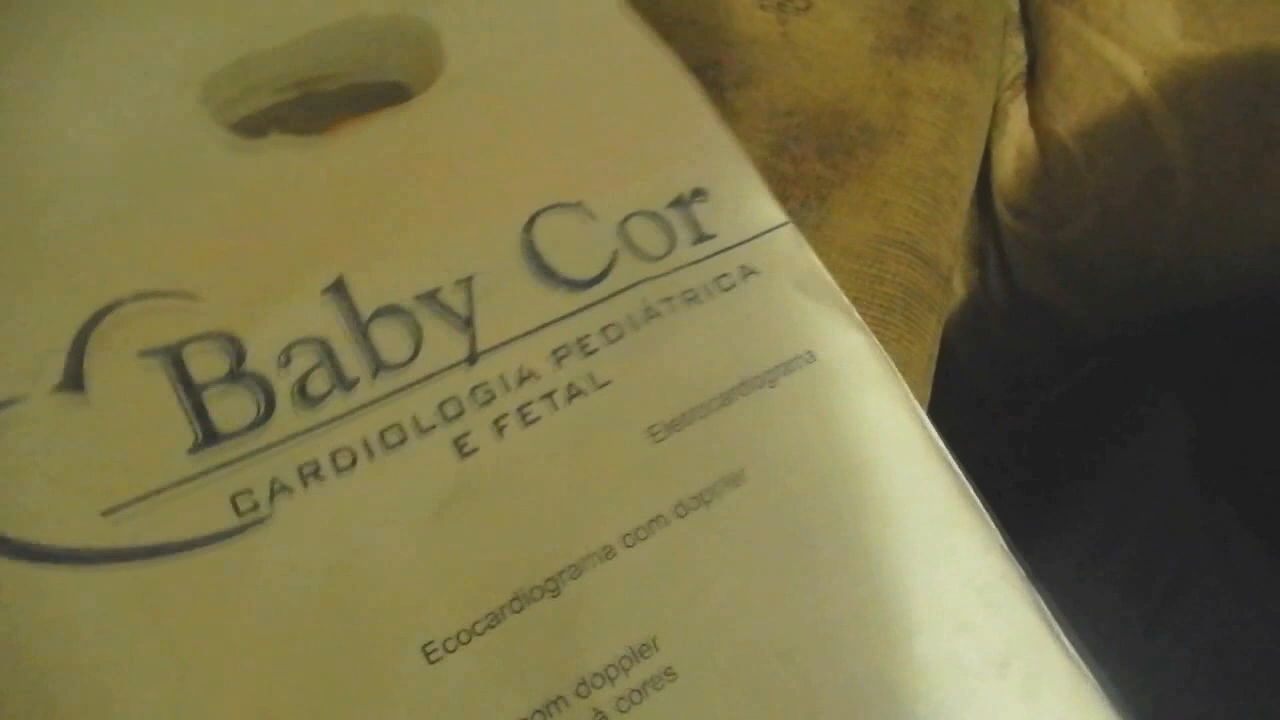 Baby Cor
CARDIOLOGIA PEDIÁTRICA
E FETAL
Eletrocardiograma
Ecocardiograma com doppler
com doppler
à cores